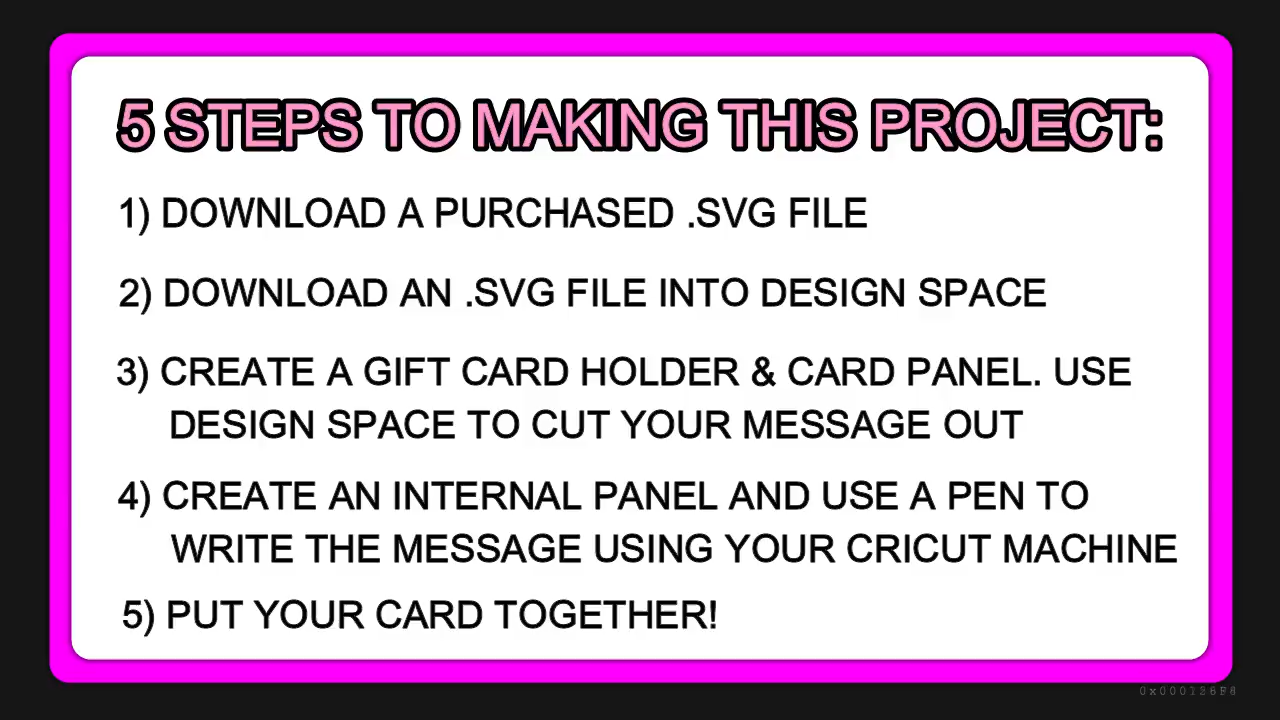 5 STEPS TO MAKING THIS PROJECT:
1) DOWNLOAD A PURCHASED .SVG FILE
2) DOWNLOAD AN .SVG FILE INTO DESIGN SPACE
3) CREATE A GIFT CARD HOLDER & CARD PANEL. USE
DESIGN SPACE TO CUT YOUR MESSAGE OUT
4) CREATE AN INTERNAL PANEL AND USE A PEN TO
WRITE THE MESSAGE USING YOUR CRICUT MACHINE
5) PUT YOUR CARD TOGETHER!